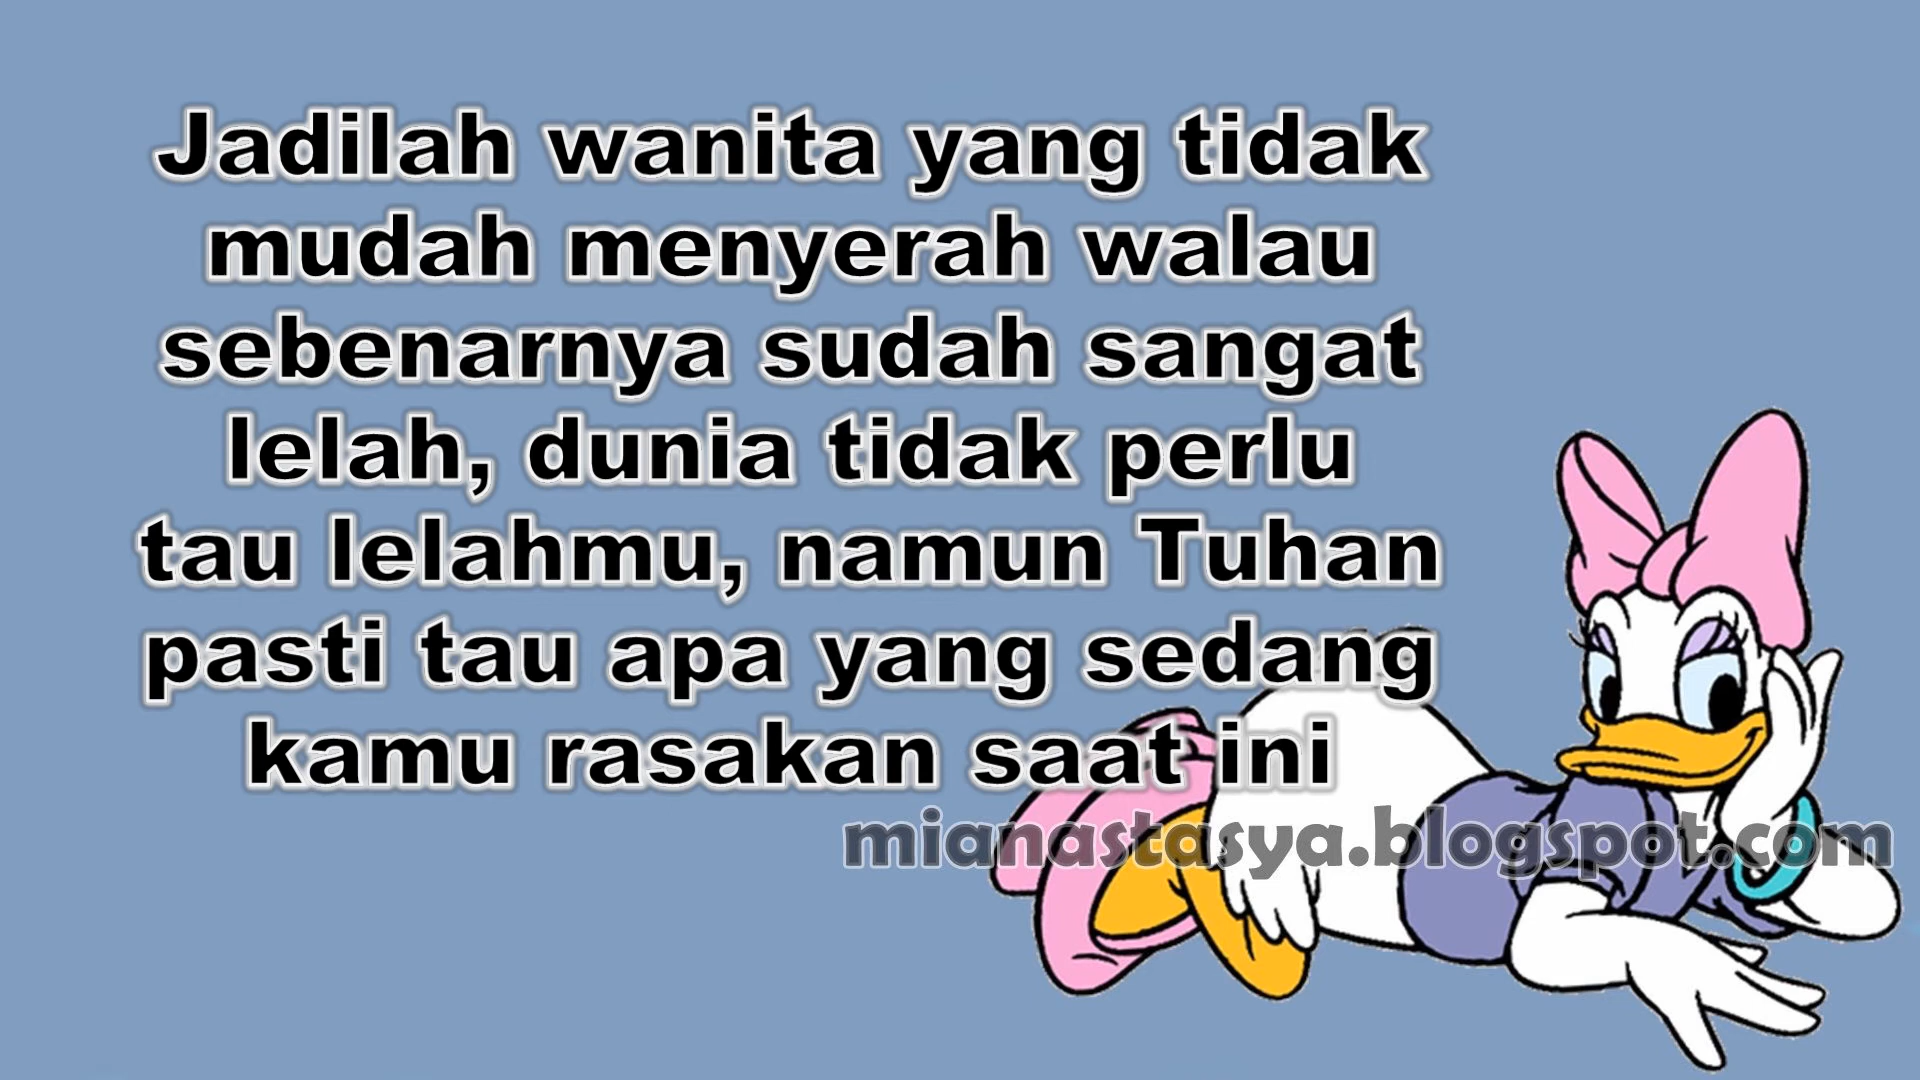 Jadilah wanita yang tidak
mudah menyerah walau
sebenarnya sudah sangat
lelah, dunia tidak perlu
tau lelahmu, namun Tuhan
pasti tau apa yang sedang
kamu rasakan saat ini
mianastasya.blogspot.com